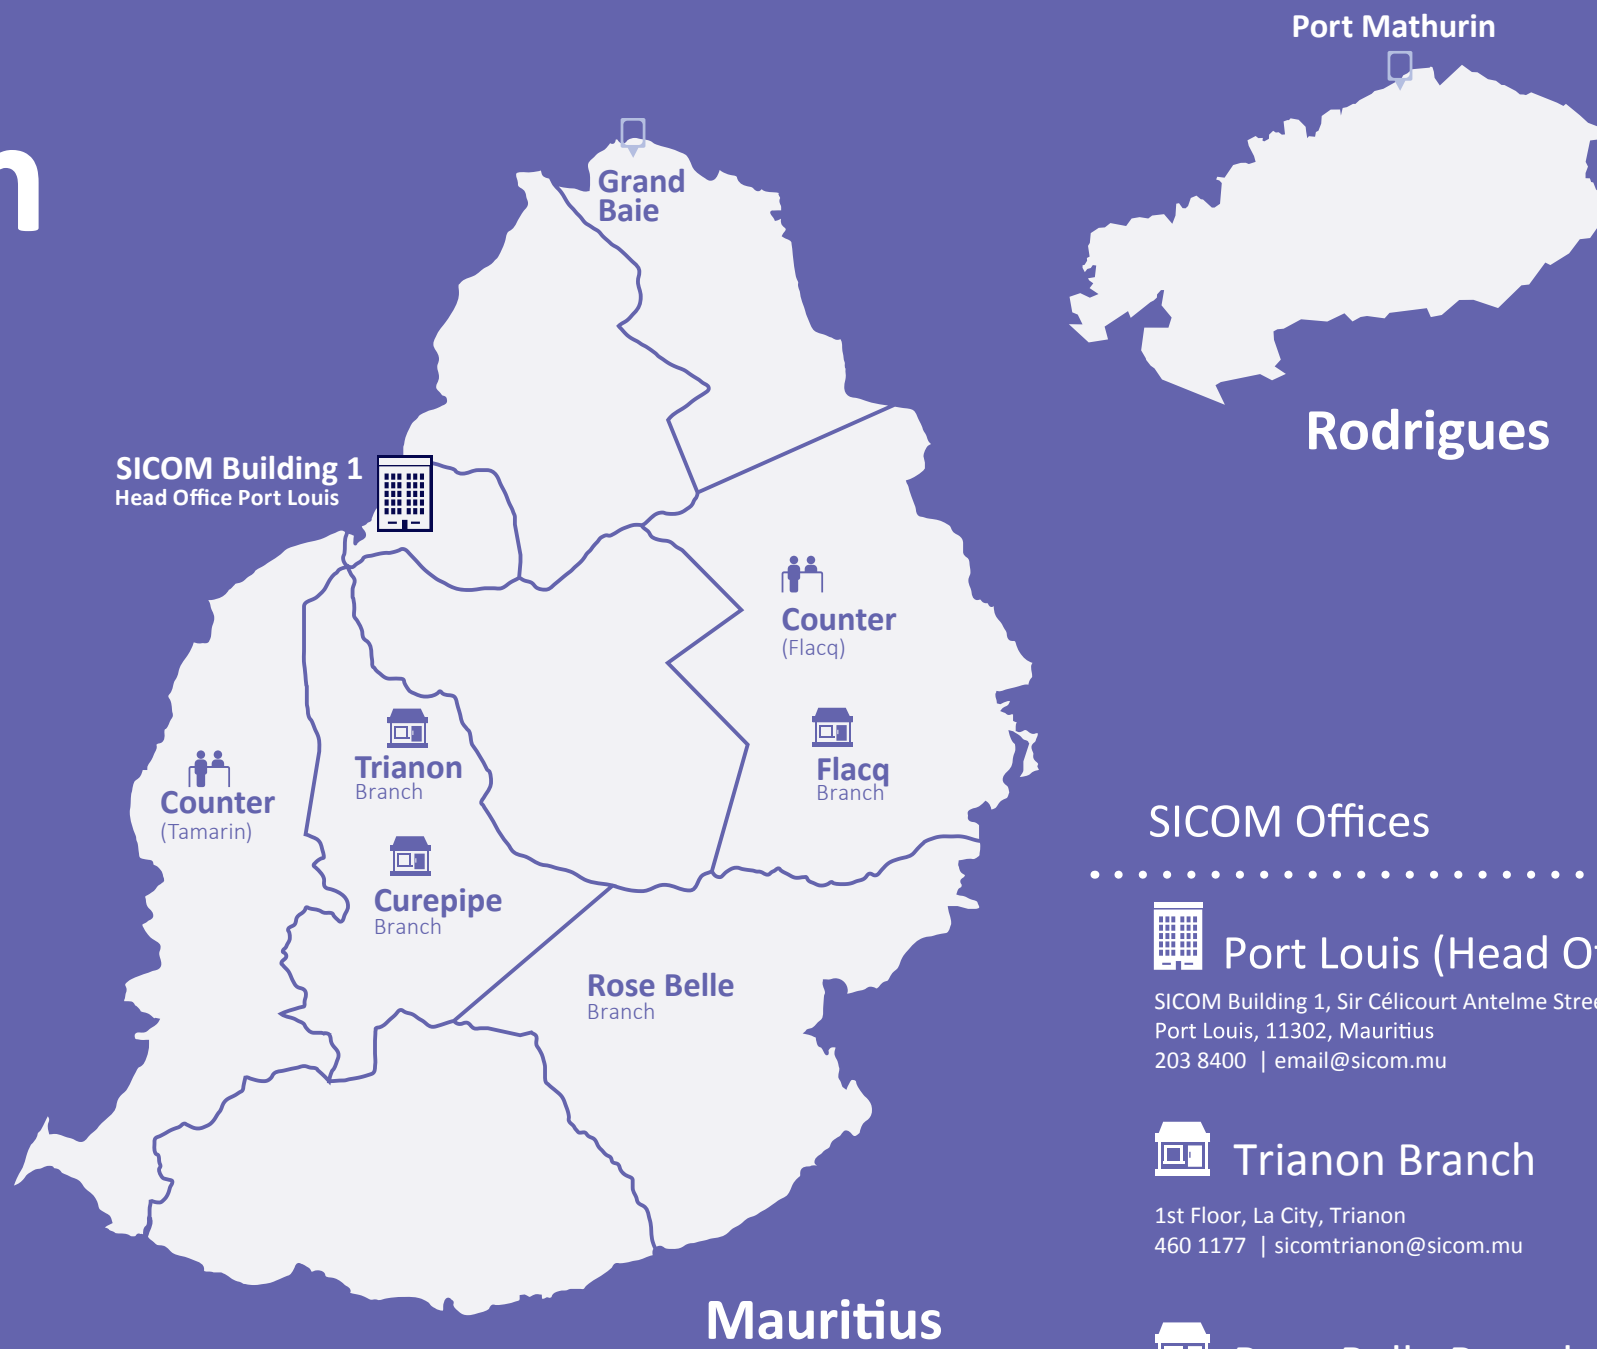 Port Mathurin
Grand
Baie
Rodrigues
SICOM Building 1
Head Office Port Louis
Counter
(Flacq)
Trianon
Branch
Flacq
Branch
Counter
(Tamarin)
Curepipe
Branch
Rose Belle
Branch
Mauritius
SICOM Offices
Port Louis (Head
SICOM Building 1, Sir Célicourt Antelme
Port Louis, 11302, Mauritius
203 8400 | email@sicom.mu
Trianon Branch
1st Floor, La City, Trianon
460 1177 | sicomtrianon@sicom.mu